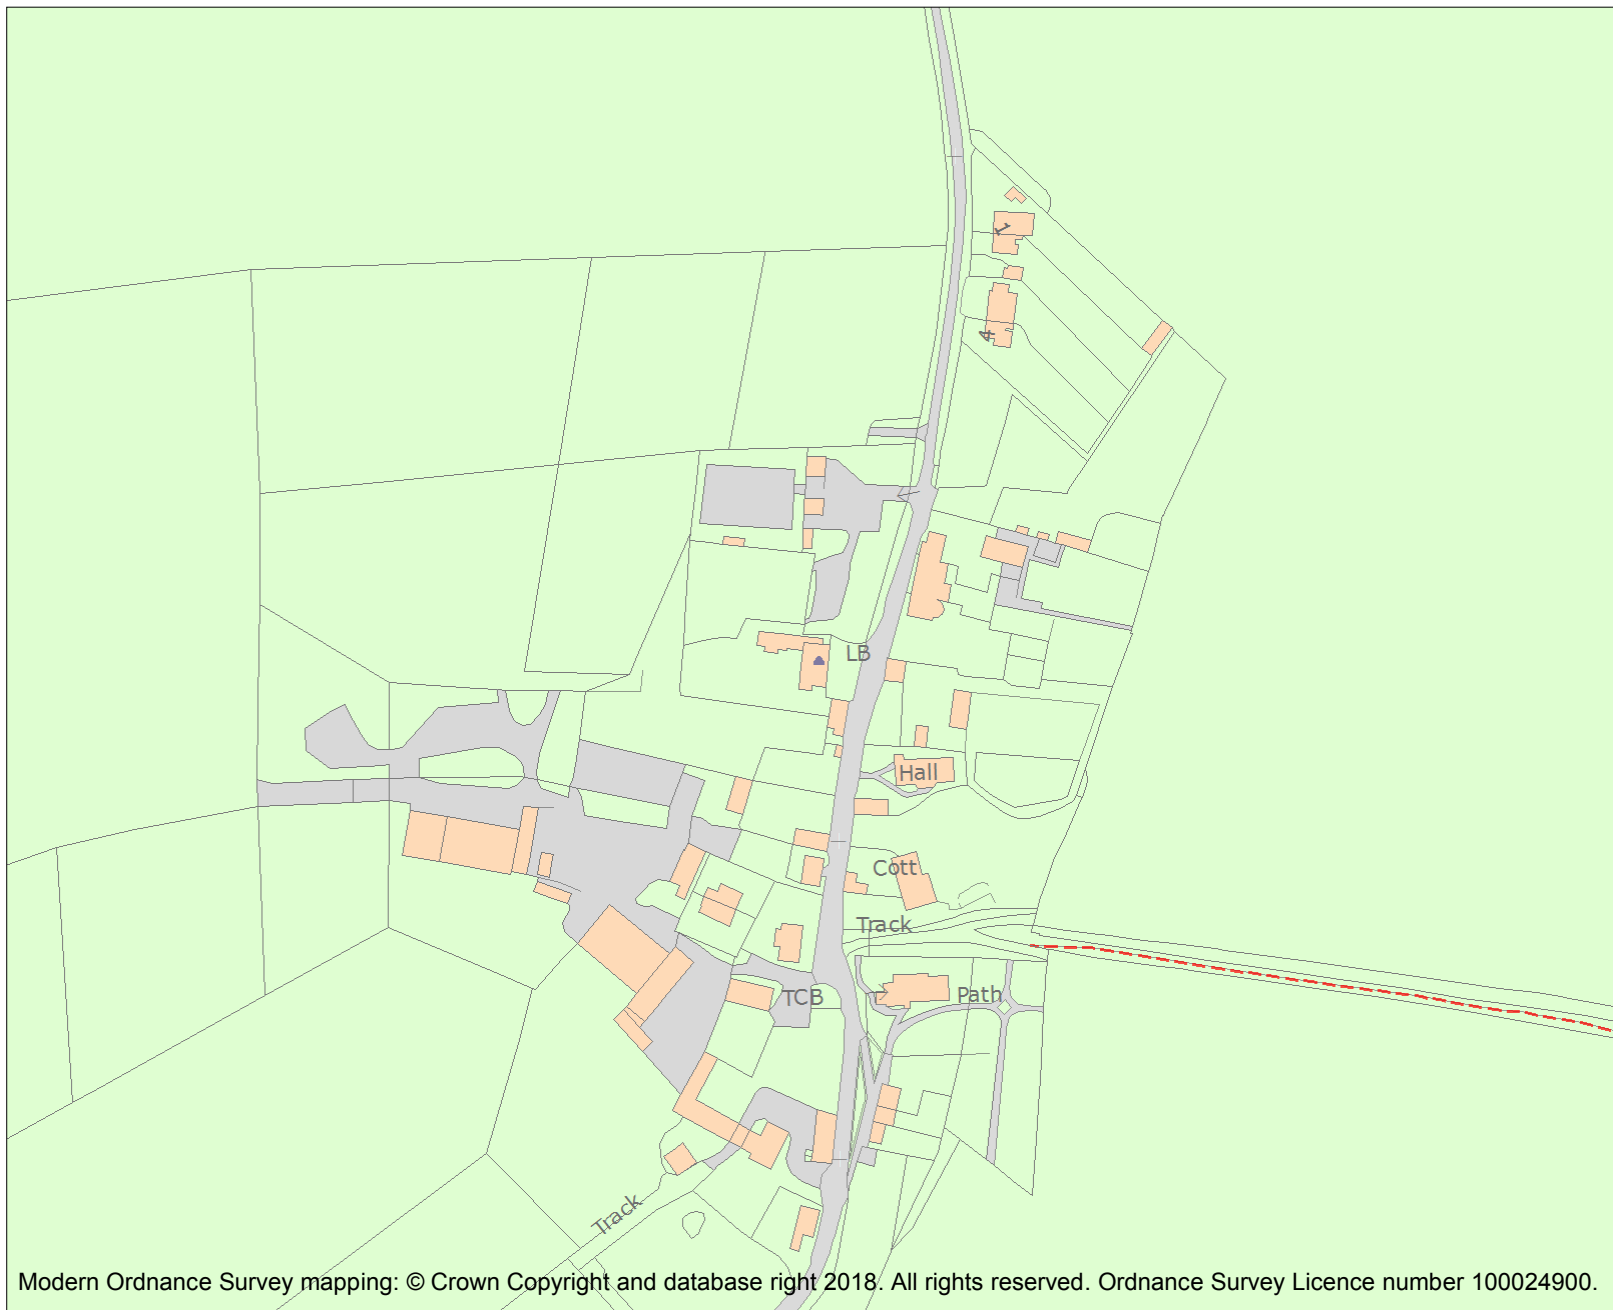 1
4
LB
Hall
Cott
Track
TCB
Path
Track
Modern Ordnance Survey mapping: © Crown Copyright and database right 2018. All rights reserved. Ordnance Survey Licence number 100024900.